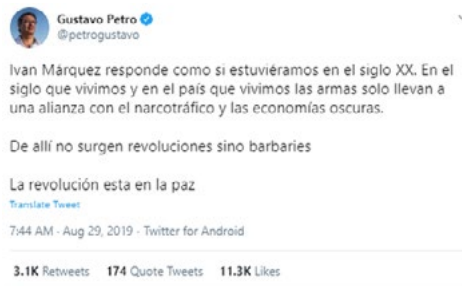 Gustavo Petro
@petrogustavo
Ivan Márquez responde como si estuviéramos en el siglo XX. En el
siglo que vivimos y en el país que vivimos las armas solo llevan a
una alianza con el narcotráfico y las economías oscuras.
De allí no surgen revoluciones sino barbaries
La revolución esta en la paz
Translate Tweet
7:44 AM · Aug 29, 2019 · Twitter for Android
3.1K Retweets 174 Quote Tweets 11.3K Likes